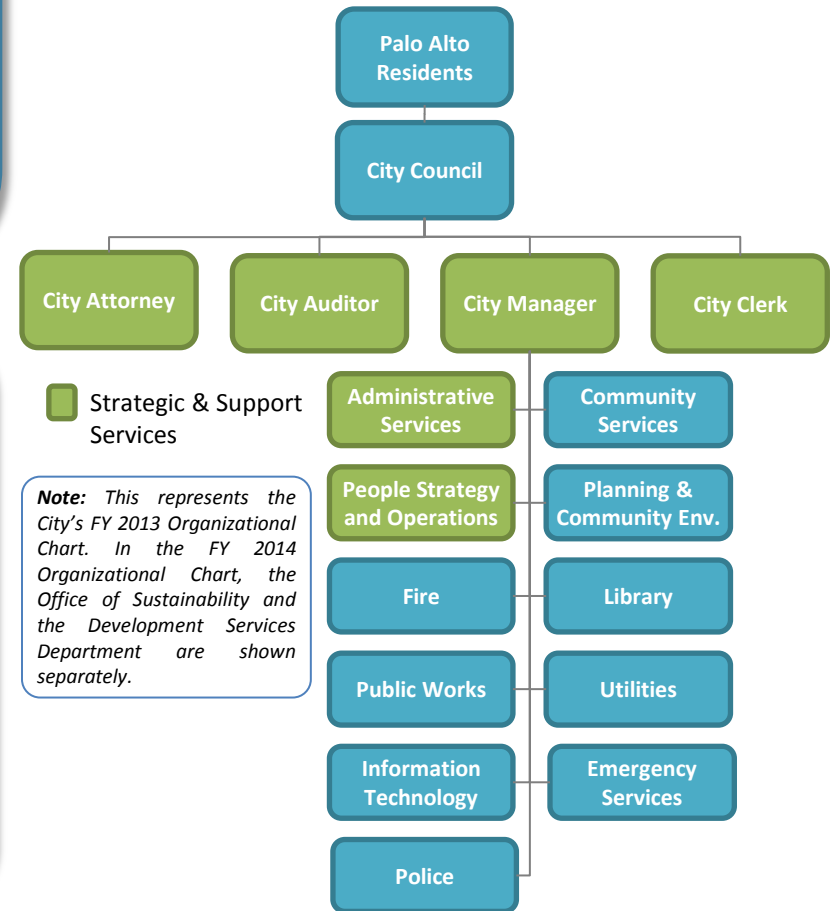 Palo Alto
Residents
City Council
City Attorney
City Auditor
City Manager
City Clerk
Strategic & Support
Services
Administrative
Services
Community
Services
People Strategy
and Operations
Planning &
Community Env.
Note: This represents the
City's FY 2013 Organizational
Chart. In the FY 2014
Organizational Chart, the
Office of Sustainability and
the Development Services
Department are shown
separately.
Fire
Library
Public Works
Utilities
Information
Technology
Emergency
Services
Police